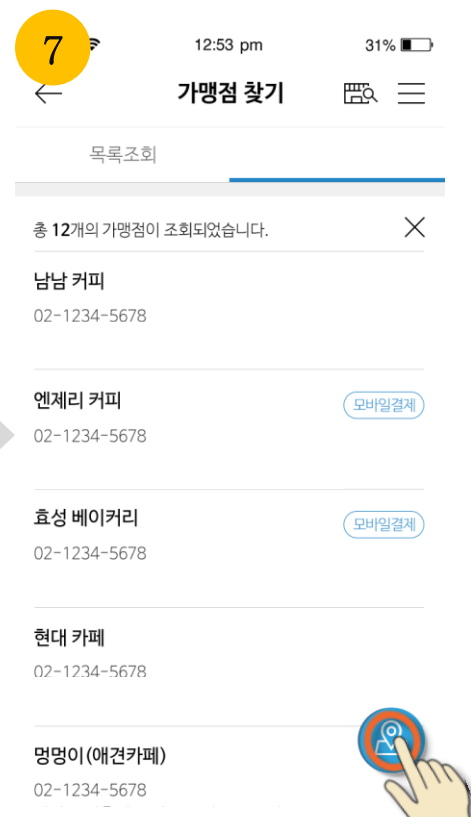 7
12:53 pm 31%
가맹점 찾기
목록조회
총 12개의 가맹점이 조회되었습니다.
남남 커피
02-1234-5678
엔제리 커피 모바일결제
02-1234-5678
효성 베이커리 모바일결제
02-1234-5678
현대 카페
02-1234-5678
멍멍이(애견카페)
02-1234-5678